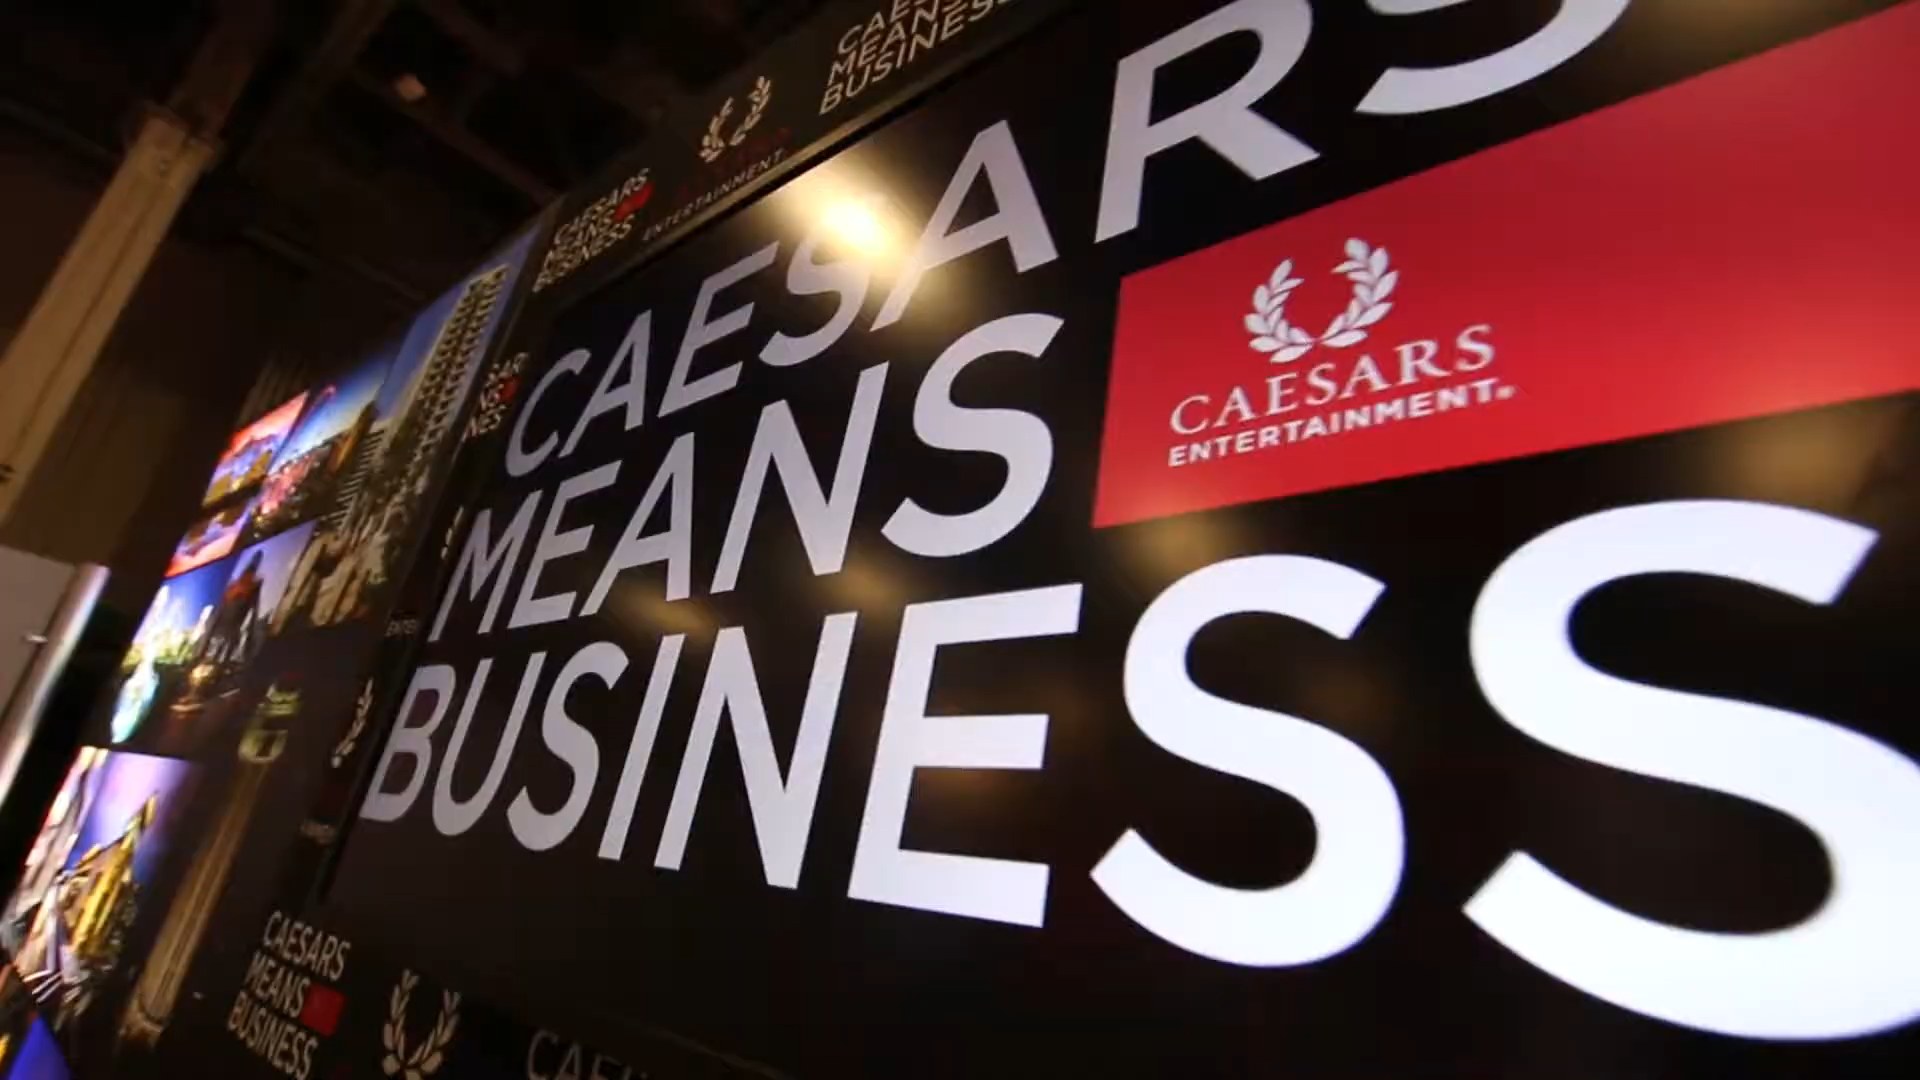 CAESARS
MEANS
BUSINESS
CAESARS
MEANS
BUSINESS
ENTERTAINMENT
CAESARS
MEANS
BUSINESS
CAESARS
ENTERTAINMENT.
CAESARS
MEANS
BUSINESS